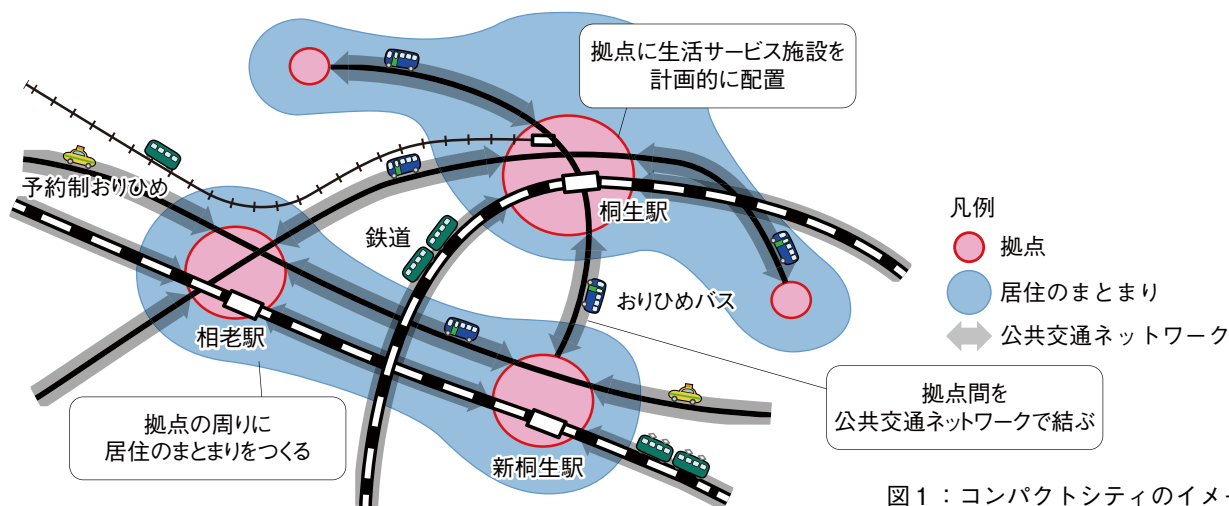 拠点に生活サービス施設を
計画的に配置
予約制おりひめ
桐生駅
鉄道
凡例
拠点
居住のまとまり
公共交通ネットワーク
おりひめバス
相老駅
拠点の周りに
居住のまとまりをつくる
拠点間を
公共交通ネットワークで結ぶ
新桐生駅
図1：コンパクトシティのイメ